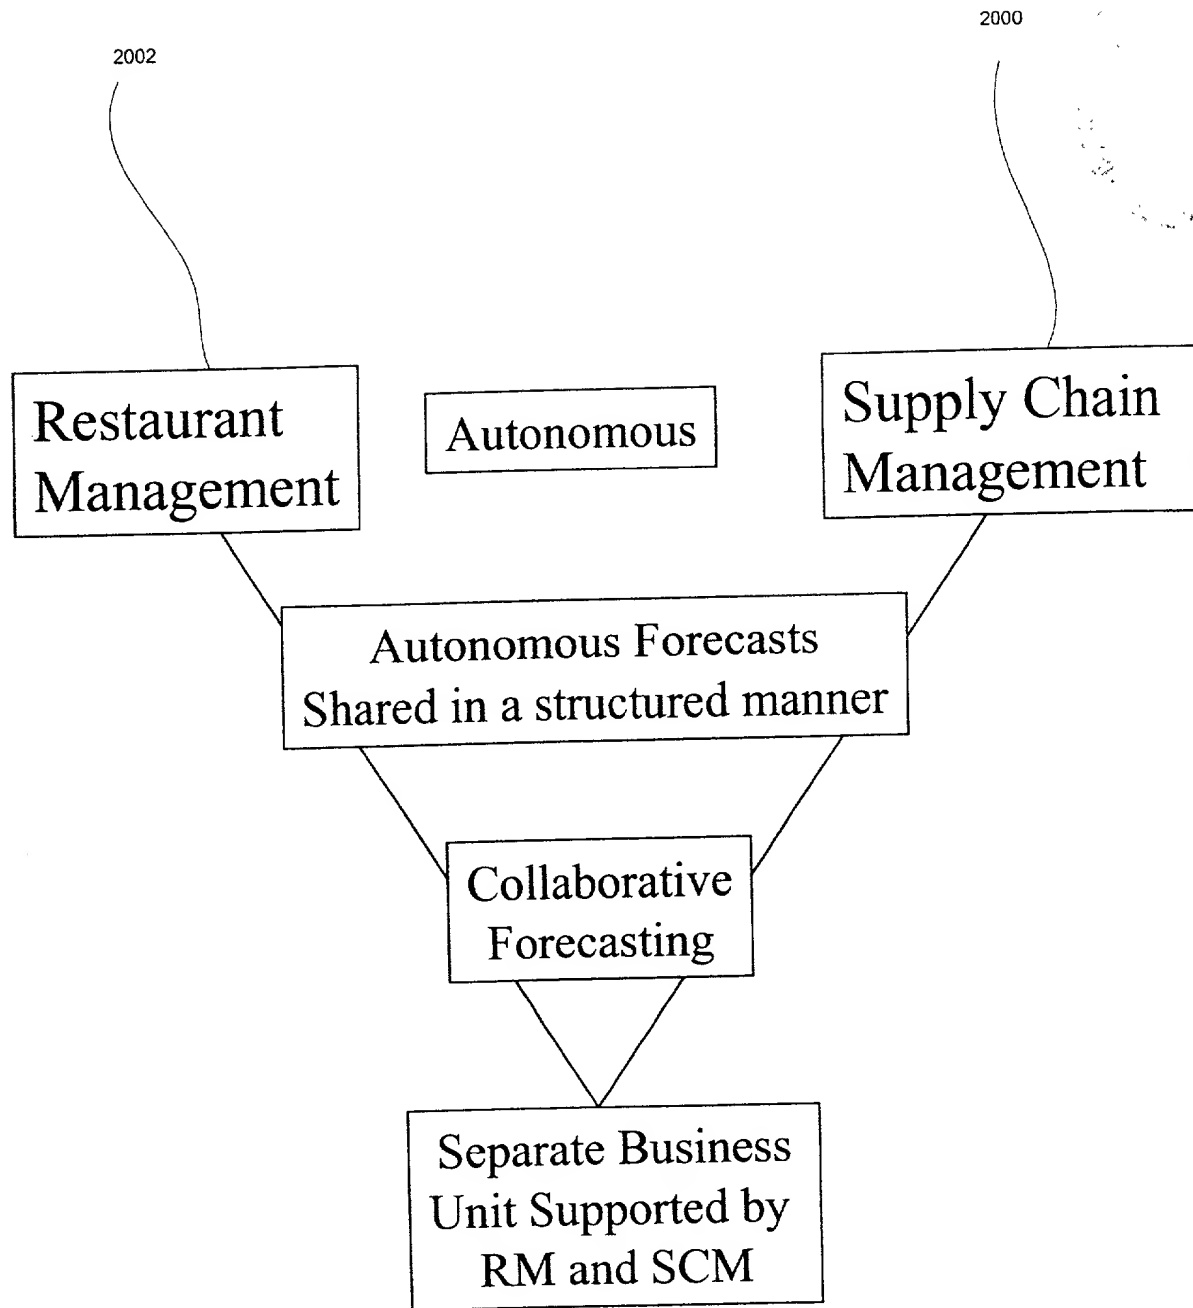 2000
2002
Restaurant
Management
Autonomous
Supply Chain
Management
Autonomous Forecasts
Shared in a structured manner
Collaborative
Forecasting
Separate Business
Unit Supported by
RM and SCM